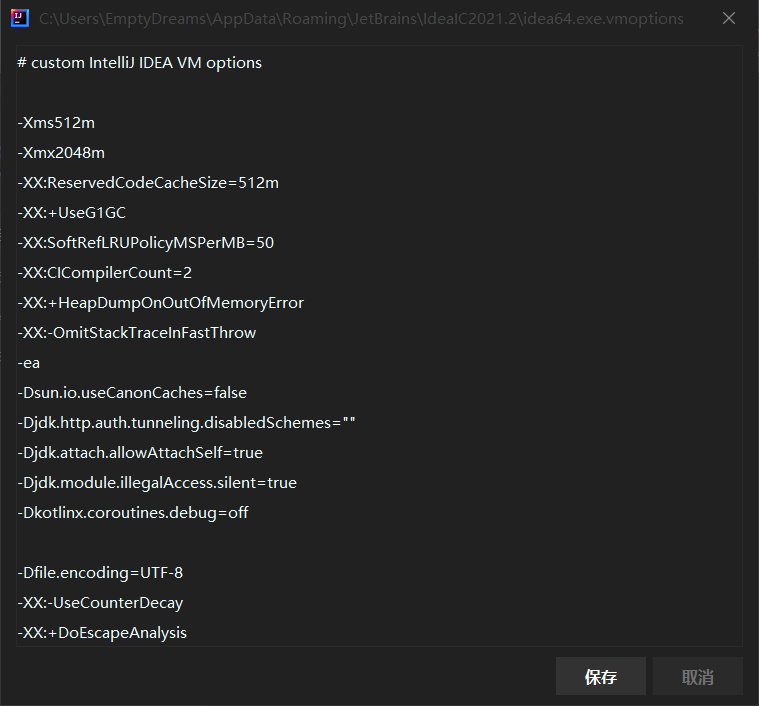 C:\Users\EmptyDreams\AppData\Roaming\JetBrains\IdeaIC2021.2\idea64.exe.vmoptions
# custom IntelliJ IDEA VM options
-Xms512m
-Xmx2048m
-XX:ReservedCodeCacheSize=512m
-XX:+UseG1GC
-XX:SoftRefLRUPolicyMSPerMB=50
-XX:CICompilerCount=2
-XX:+HeapDumpOnOutOfMemoryError
-XX:-OmitStackTraceInFastThrow
-ea
-Dsun.io.useCanonCaches=false
-Djdk.http.auth.tunneling.disabledSchemes=""
-Djdk.attach.allowAttachSelf=true
-Djdk.module.illegalAccess.silent=true
-Dkotlinx.coroutines.debug=off
-Dfile.encoding=UTF-8
-XX:-UseCounterDecay
-XX:+DoEscapeAnalysis
保存 取消